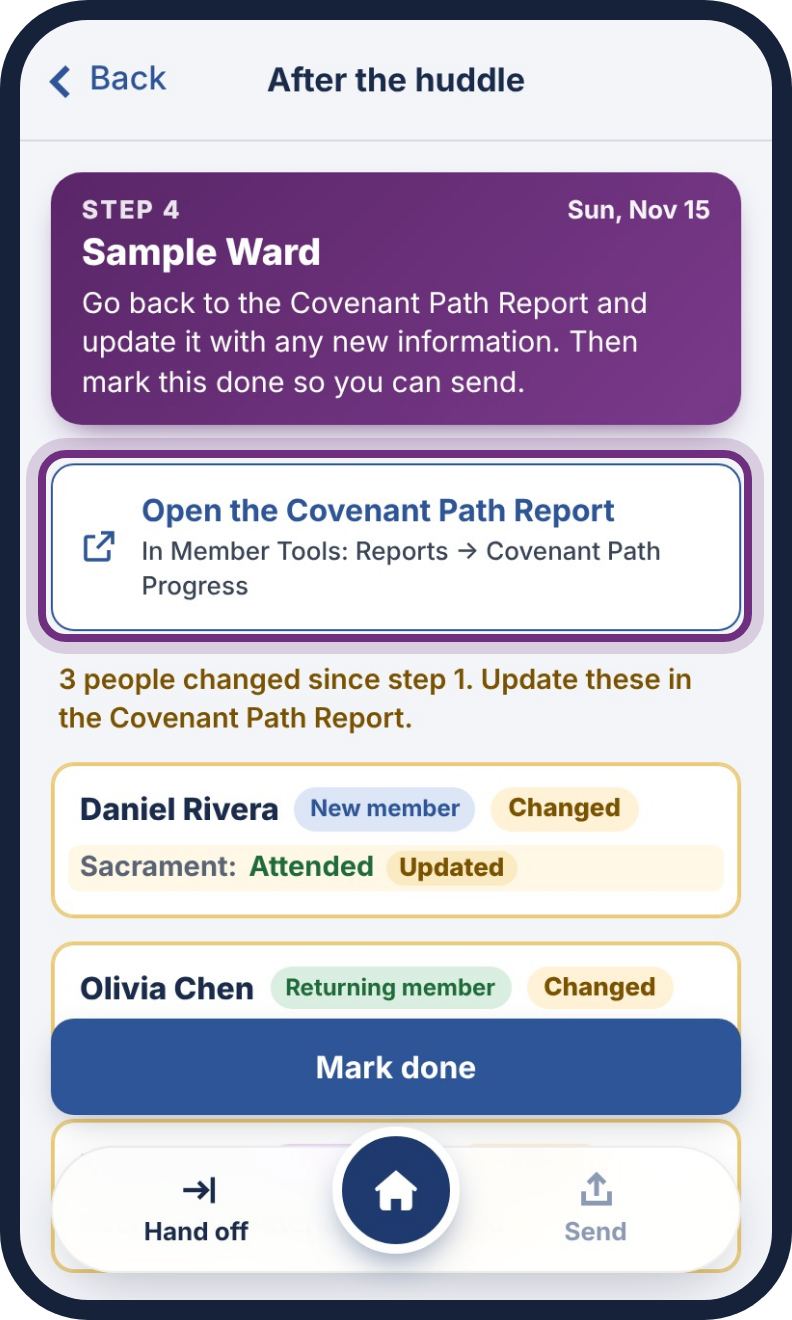 Back
After the huddle
STEP 4
Sun, Nov 15
Sample Ward
Go back to the Covenant Path Report and
update it with any new information. Then
mark this done so you can send.
Open the Covenant Path Report
In Member Tools: Reports → Covenant Path
Progress
3 people changed since step 1. Update these in
the Covenant Path Report.
Daniel Rivera New member Changed
Sacrament: Attended Updated
Olivia Chen Returning member Changed
Mark done
Hand off
Send